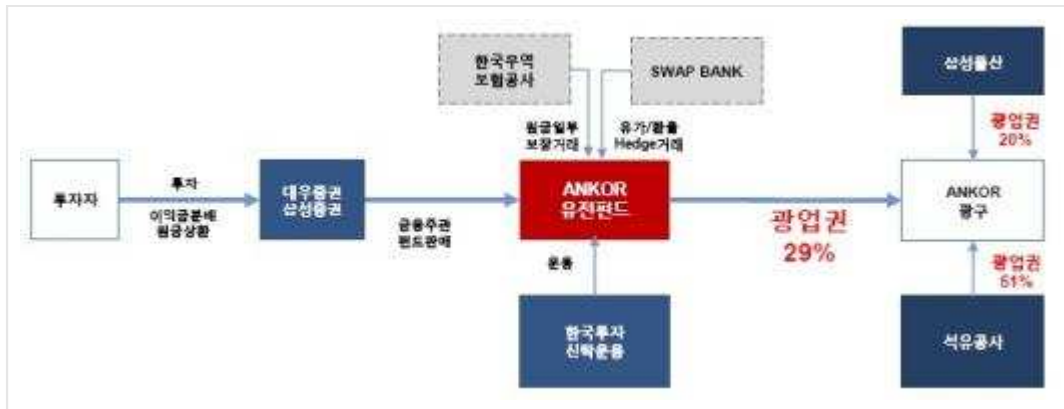 한국무역
보험공사
SWAP BANK
삼성물산
원금일부
보장거래
유가/환율
Hedge거래
광업권
20%
투자자
투자
이익금분배
원금상환
대우증권
삼성증권
금융주관
펀드판매
ANKOR
유전펀드
광업권
29%
ANKOR
광구
운용
광업권
51%
한국투자
신탁운용
석유공사